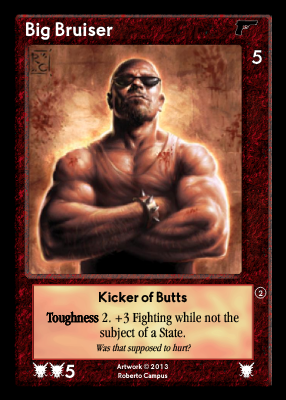 Big Bruiser
5
Kicker of Butts
2
Toughness 2. +3 Fighting while not the
subject of a State.
Was that supposed to hurt?
5
Artwork © 2013
Roberto Campus